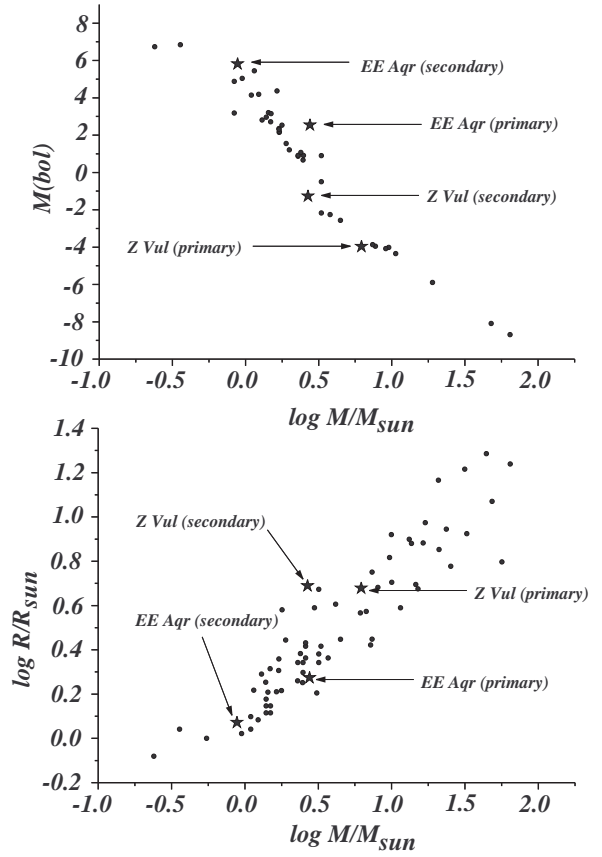 8
6
4
2
0
-2
-4
-6
-8
-10
M(bol)
EE Aqr (secondary)
EE Aqr (primary)
Z Vul (secondary)
Z Vul (primary)
-1.0 -0.5 0.0 0.5 1.0 1.5 2.0
log M/Msun
1.4
1.2
1.0
0.8
0.6
0.4
0.2
0.0
-0.2
log R/Rsun
Z Vul (secondary)
Z Vul (primary)
EE Aqr (secondary)
EE Aqr (primary)
-1.0 -0.5 0.0 0.5 1.0 1.5 2.0
log M/Msun